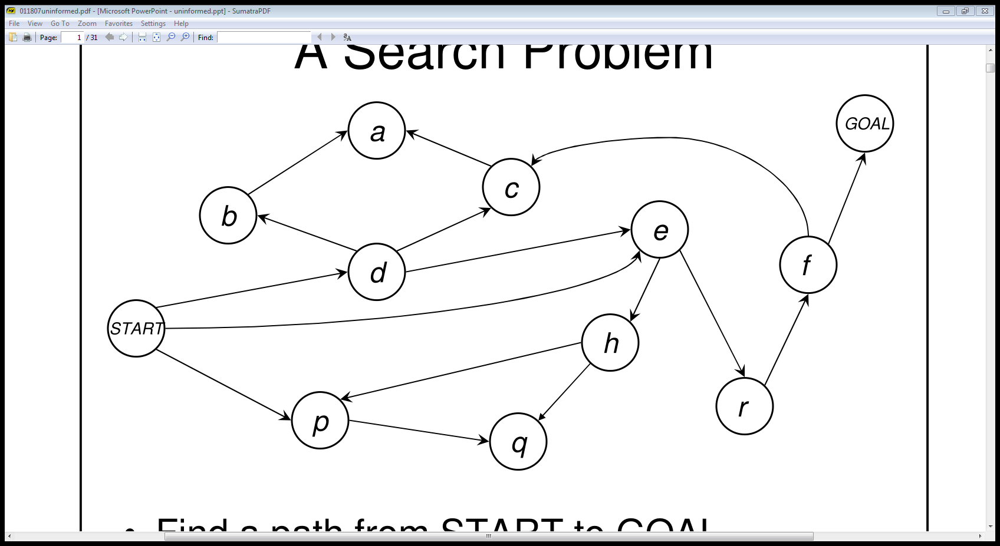 011807uninformed.pdf - [Microsoft PowerPoint - uninformed.ppt] - SumatraPDF
File View Go To Zoom Favorites Settings Help
Page: 1 / 31 Find:
A Search Problem
GOAL
a
c
b
e
d
f
START
h
r
p
q
• Find a path from START to GOAL